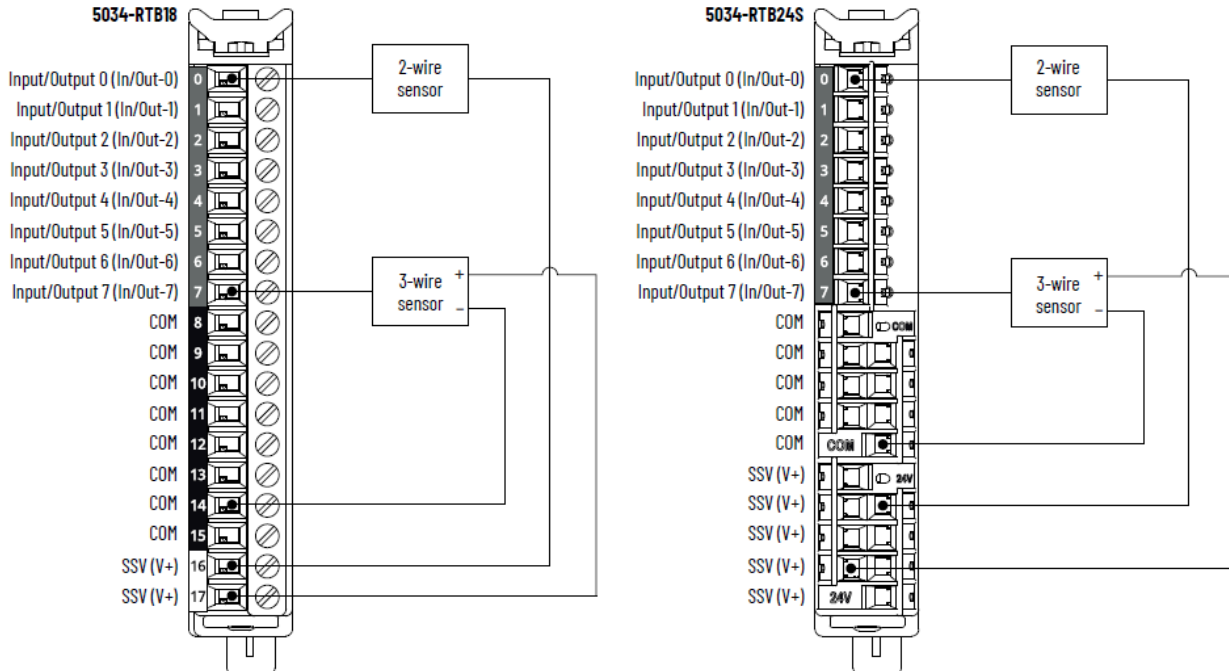 5034-RTB18
Input/Output 0 (In/Out-0)
Input/Output 1 (In/Out-1)
Input/Output 2 (In/Out-2)
Input/Output 3 (In/Out-3)
Input/Output 4 (In/Out-4)
Input/Output 5 (In/Out-5)
Input/Output 6 (In/Out-6)
Input/Output 7 (In/Out-7)
COM
COM
COM
COM
COM
COM
COM
COM
SSV (V+)
SSV (V+)
0
1
2
3
4
5
6
7
8
9
10
11
12
13
14
15
16
17
2-wire
sensor
3-wire
sensor
+
–
5034-RTB24S
Input/Output 0 (In/Out-0)
Input/Output 1 (In/Out-1)
Input/Output 2 (In/Out-2)
Input/Output 3 (In/Out-3)
Input/Output 4 (In/Out-4)
Input/Output 5 (In/Out-5)
Input/Output 6 (In/Out-6)
Input/Output 7 (In/Out-7)
COM
COM
COM
COM
COM
SSV (V+)
SSV (V+)
SSV (V+)
SSV (V+)
SSV (V+)
0
1
2
3
4
5
6
7
COM
COM
24V
24V
2-wire
sensor
3-wire
sensor
+
–